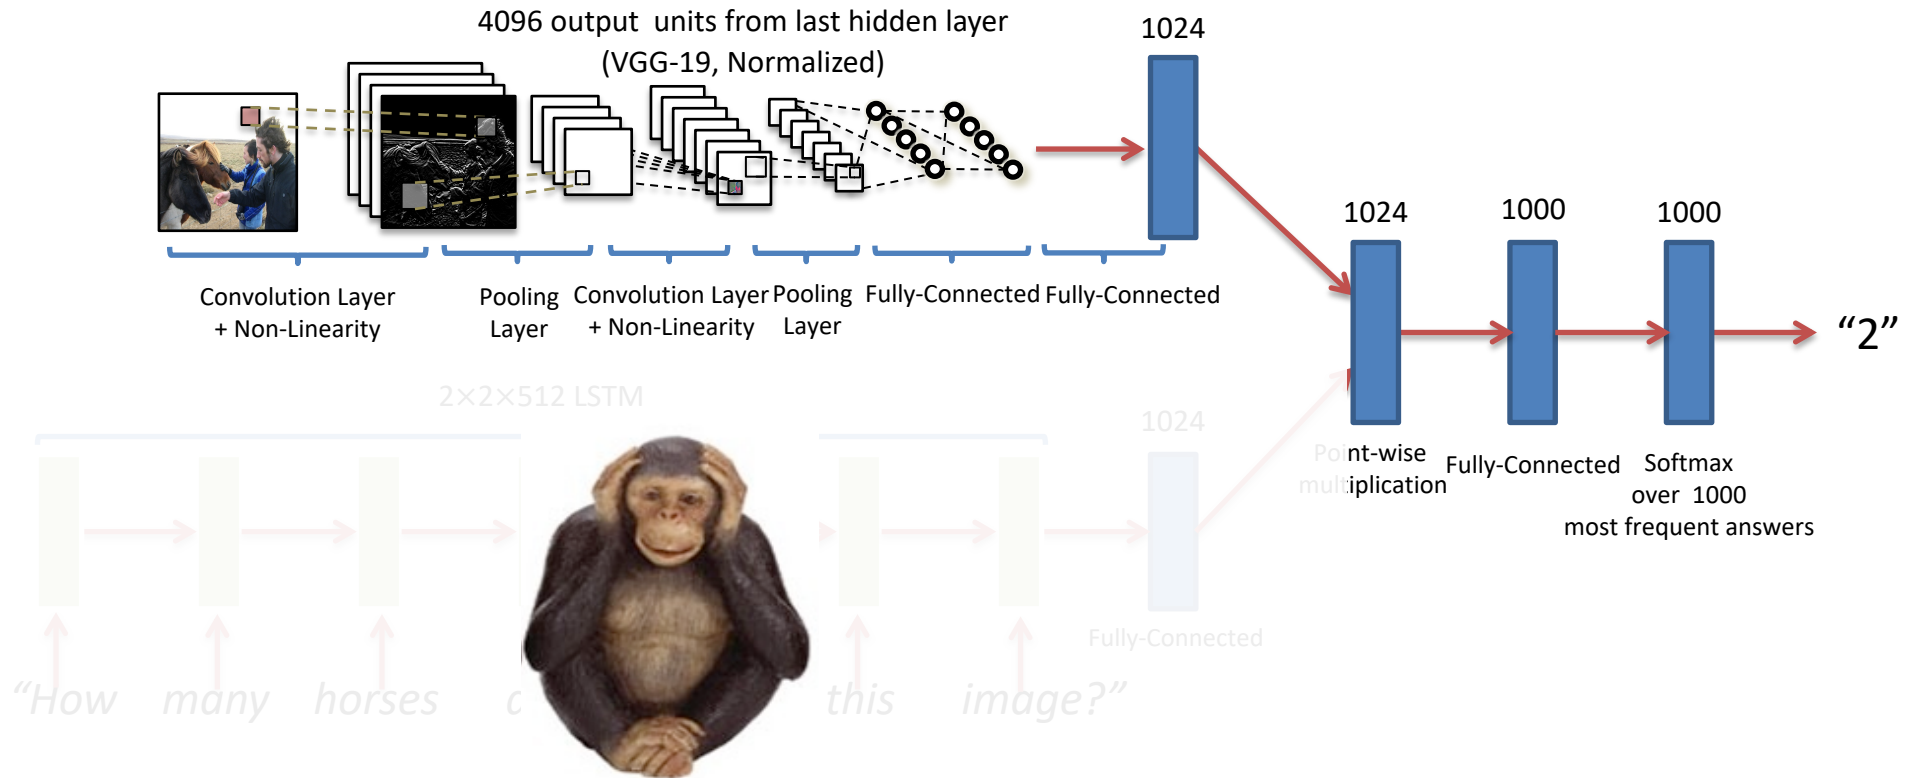 4096 output units from last hidden layer
(VGG-19, Normalized)
1024
Convolution Layer
+ Non-Linearity
Pooling
Layer
Convolution Layer
+ Non-Linearity
Pooling
Layer
Fully-Connected
Fully-Connected
1024
1000
1000
“2”
Point-wise
multiplication
Fully-Connected
Softmax
over 1000
most frequent answers
2×2×512 LSTM
1024
Fully-Connected
“How many horses this image?”